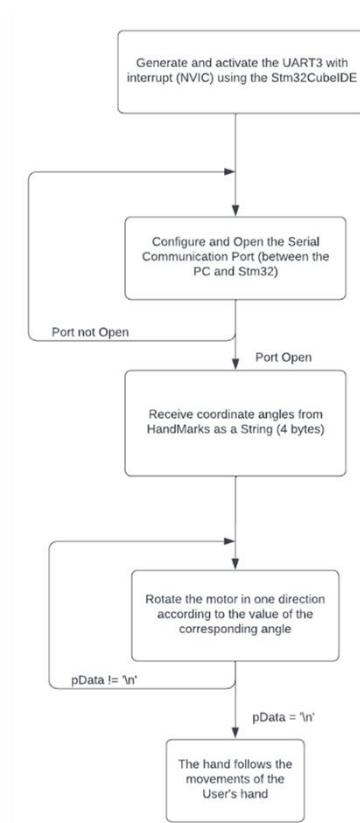 Generate and activate the UART3 with
interrupt (NVIC) using the Stm32CubeIDE
Configure and Open the Serial
Communication Port (between the
PC and Stm32)
Port not Open
Port Open
Receive coordinate angles from
HandMarks as a String (4 bytes)
Rotate the motor in one direction
according to the value of the
corresponding angle
pData != '\n'
pData = '\n'
The hand follows the
movements of the
User's hand